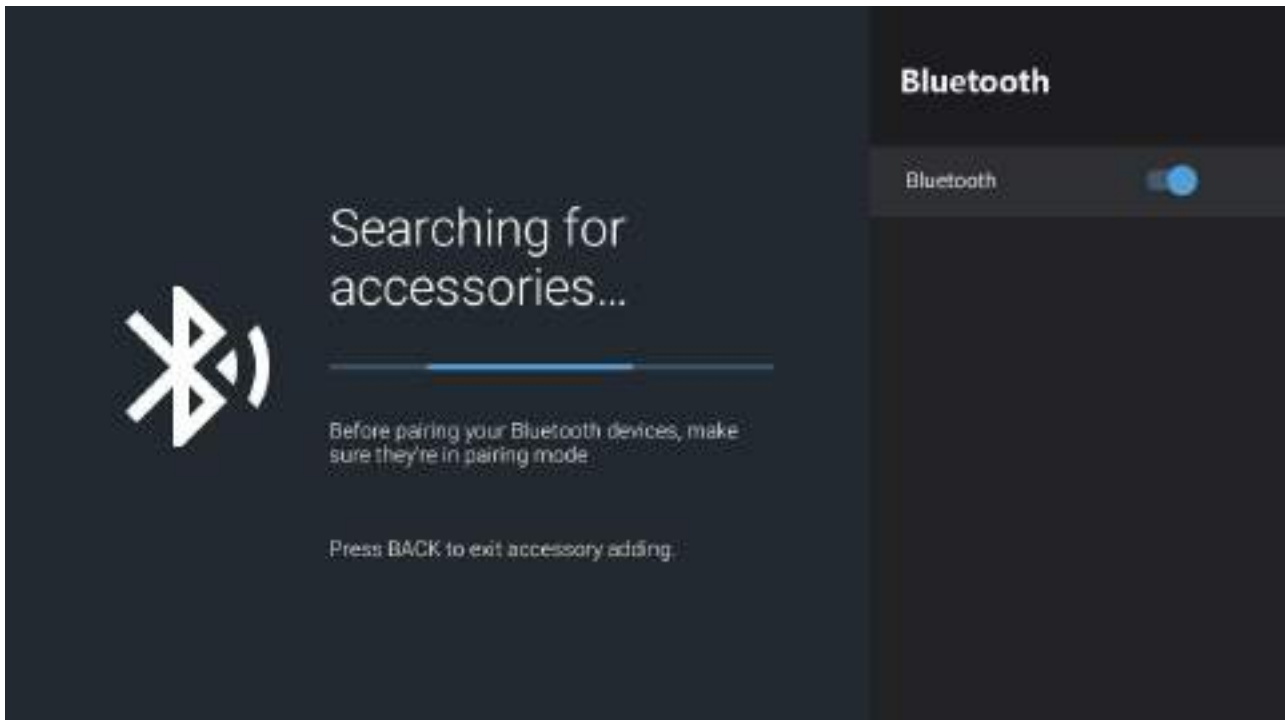 Bluetooth
Bluetooth
Searching for
accessories...
Before pairing your Bluetooth devices, make
sure they're in pairing mode
Press BACK to exit accessory adding.